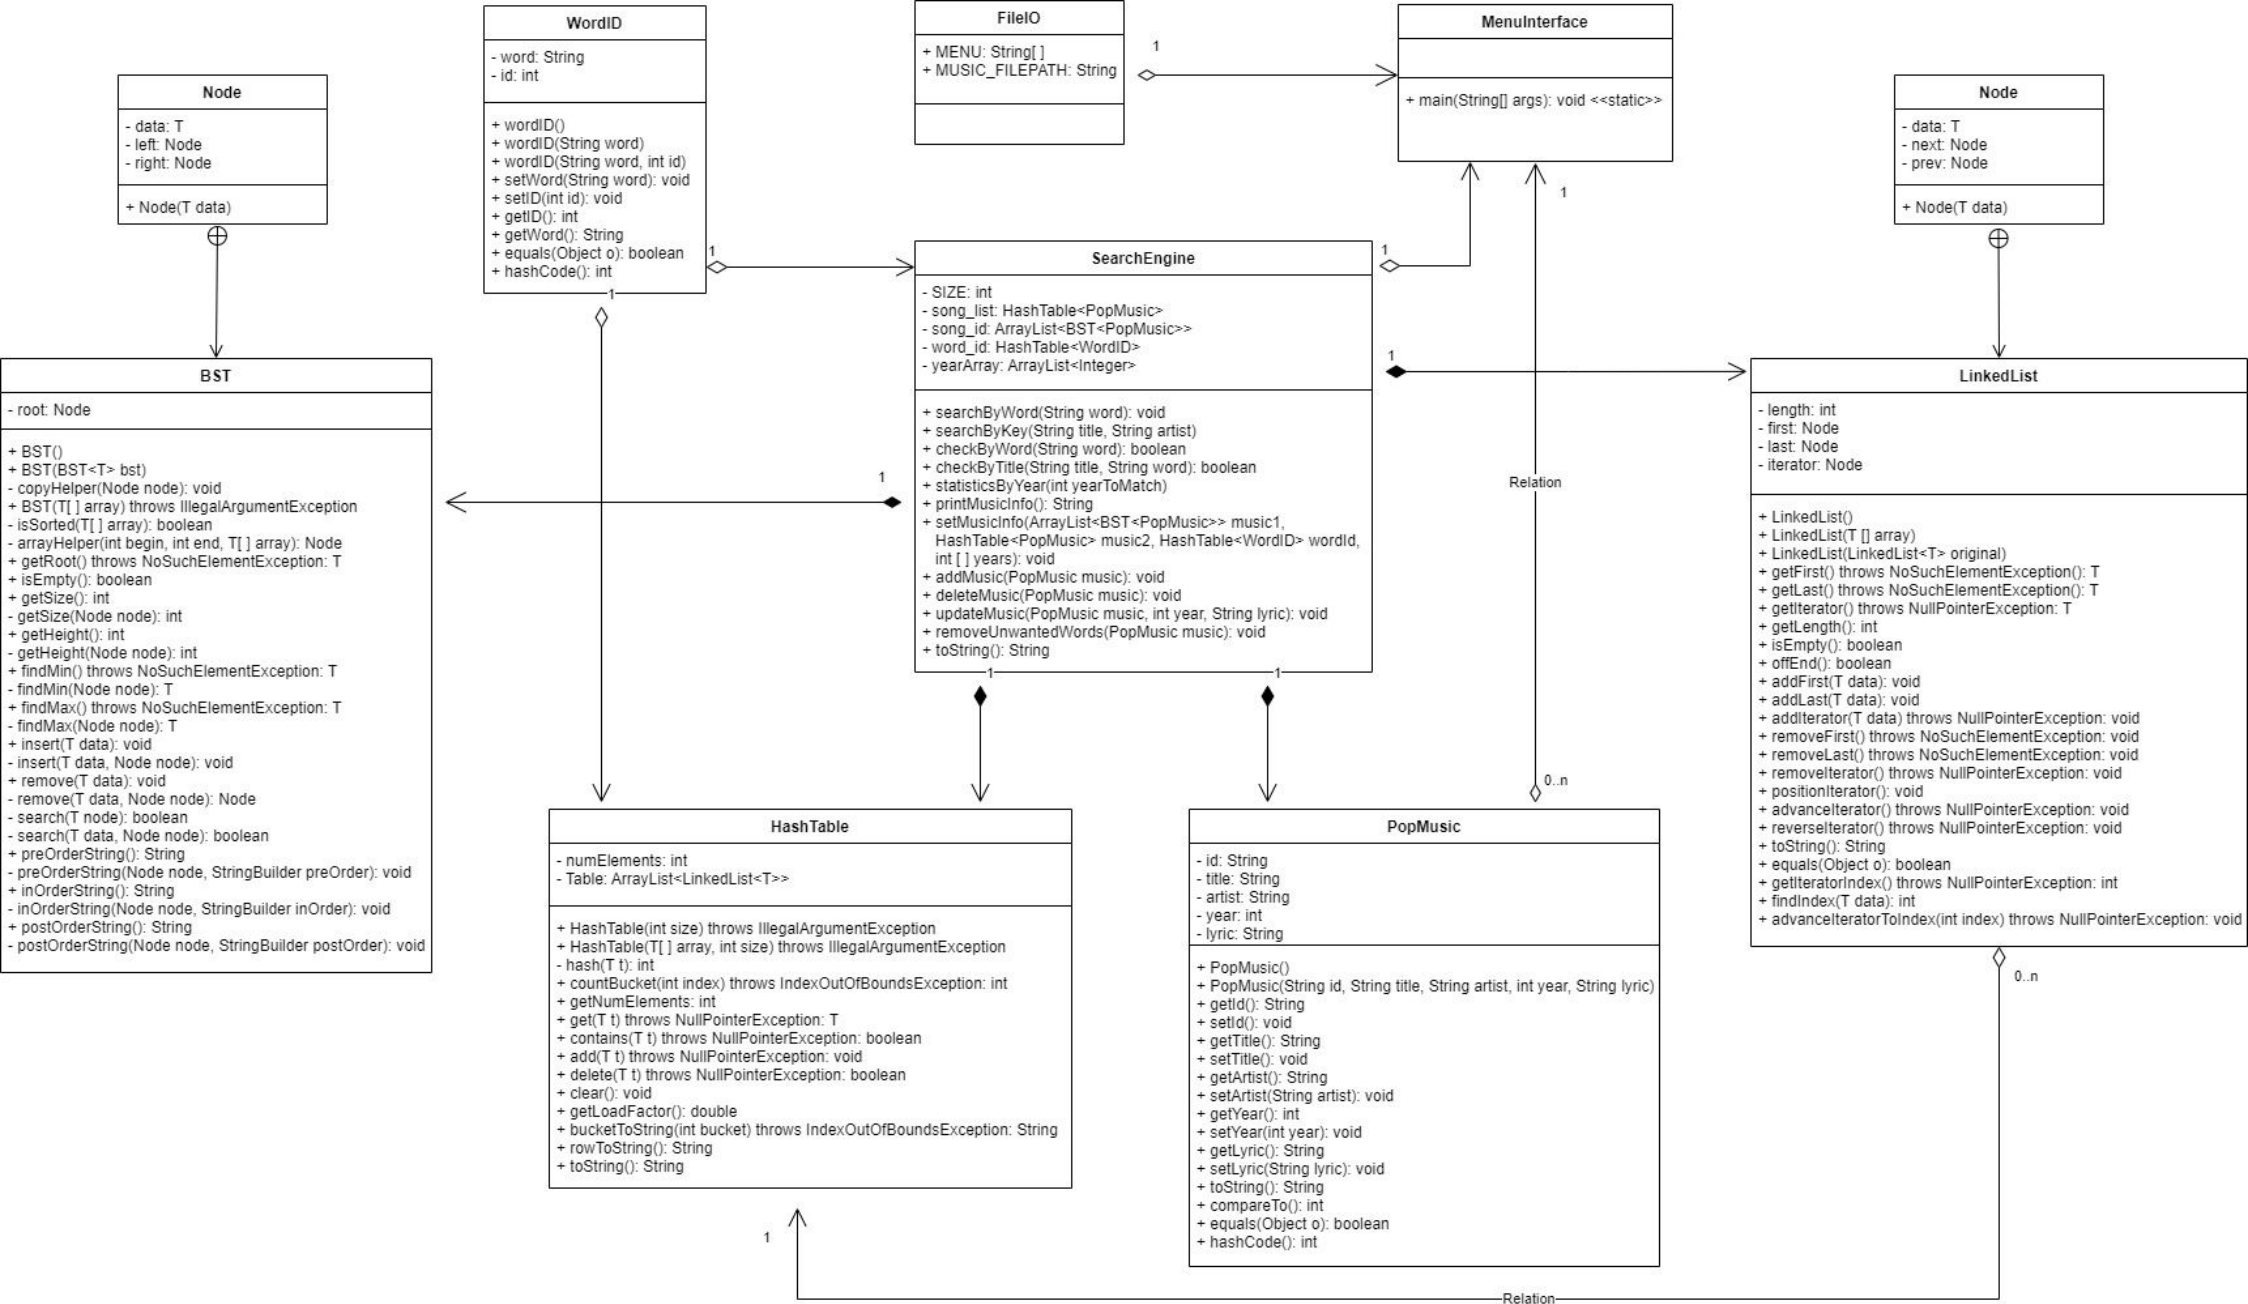 WordID
- word: String
- id: int
+ wordID()
+ wordID(String word)
+ wordID(String word, int id)
+ setWord(String word): void
+ setID(int id): void
+ getID(): int
+ getWord(): String
+ equals(Object o): boolean
+ hashCode(): int
1
1
FileIO
+ MENU: String[ ]
+ MUSIC_FILEPATH: String
1
MenuInterface
+ main(String[] args): void <<static>>
1
Node
- data: T
- left: Node
- right: Node
+ Node(T data)
Node
- data: T
- next: Node
- prev: Node
+ Node(T data)
SearchEngine
- SIZE: int
- song_list: HashTable<PopMusic>
- song_id: ArrayList<BST<PopMusic>>
- word_id: HashTable<WordID>
- yearArray: ArrayList<Integer>
+ searchByWord(String word): void
+ searchByKey(String title, String artist)
+ checkByWord(String word): boolean
+ checkByTitle(String title, String word): boolean
+ statisticsByYear(int yearToMatch)
+ printMusicInfo(): String
+ setMusicInfo(ArrayList<BST<PopMusic>> music1,
HashTable<PopMusic> music2, HashTable<WordID> wordId,
int [ ] years): void
+ addMusic(PopMusic music): void
+ deleteMusic(PopMusic music): void
+ updateMusic(PopMusic music, int year, String lyric): void
+ removeUnwantedWords(PopMusic music): void
+ toString(): String
1
1
1
1
1
Relation
0..n
BST
- root: Node
+ BST()
+ BST(BST<T> bst)
- copyHelper(Node node): void
+ BST(T[ ] array) throws IllegalArgumentException
- isSorted(T[ ] array): boolean
- arrayHelper(int begin, int end, T[ ] array): Node
+ getRoot() throws NoSuchElementException: T
+ isEmpty(): boolean
+ getSize(): int
- getSize(Node node): int
+ getHeight(): int
- getHeight(Node node): int
+ findMin() throws NoSuchElementException: T
- findMin(Node node): T
+ findMax() throws NoSuchElementException: T
- findMax(Node node): T
+ insert(T data): void
- insert(T data, Node node): void
+ remove(T data): void
- remove(T data, Node node): Node
- search(T node): boolean
- search(T data, Node node): boolean
+ preOrderString(): String
- preOrderString(Node node, StringBuilder preOrder): void
+ inOrderString(): String
- inOrderString(Node node, StringBuilder inOrder): void
+ postOrderString(): String
- postOrderString(Node node, StringBuilder postOrder): void
LinkedList
- length: int
- first: Node
- last: Node
- iterator: Node
+ LinkedList()
+ LinkedList(T [] array)
+ LinkedList(LinkedList<T> original)
+ getFirst() throws NoSuchElementException(): T
+ getLast() throws NoSuchElementException(): T
+ getIterator() throws NullPointerException: T
+ getLength(): int
+ isEmpty(): boolean
+ offEnd(): boolean
+ addFirst(T data): void
+ addLast(T data): void
+ addIterator(T data) throws NullPointerException: void
+ removeFirst() throws NoSuchElementException: void
+ removeLast() throws NoSuchElementException: void
+ removeIterator() throws NullPointerException: void
+ positionIterator(): void
+ advanceIterator() throws NullPointerException: void
+ reverseIterator() throws NullPointerException: void
+ toString(): String
+ equals(Object o): boolean
+ getIteratorIndex() throws NullPointerException: int
+ findIndex(T data): int
+ advanceIteratorToIndex(int index) throws NullPointerException: void
0..n
HashTable
- numElements: int
- Table: ArrayList<LinkedList<T>>
+ HashTable(int size) throws IllegalArgumentException
+ HashTable(T[ ] array, int size) throws IllegalArgumentException
- hash(T t): int
+ countBucket(int index) throws IndexOutOfBoundsException: int
+ getNumElements: int
+ get(T t) throws NullPointerException: T
+ contains(T t) throws NullPointerException: boolean
+ add(T t) throws NullPointerException: void
+ delete(T t) throws NullPointerException: boolean
+ clear(): void
+ getLoadFactor(): double
+ bucketToString(int bucket) throws IndexOutOfBoundsException: String
+ rowToString(): String
+ toString(): String
1
PopMusic
- id: String
- title: String
- artist: String
- year: int
- lyric: String
+ PopMusic()
+ PopMusic(String id, String title, String artist, int year, String lyric)
+ getId(): String
+ setId(): void
+ getTitle(): String
+ setTitle(): void
+ getArtist(): String
+ setArtist(String artist): void
+ getYear(): int
+ setYear(int year): void
+ getLyric(): String
+ setLyric(String lyric): void
+ toString(): String
+ compareTo(): int
+ equals(Object o): boolean
+ hashCode(): int
Relation